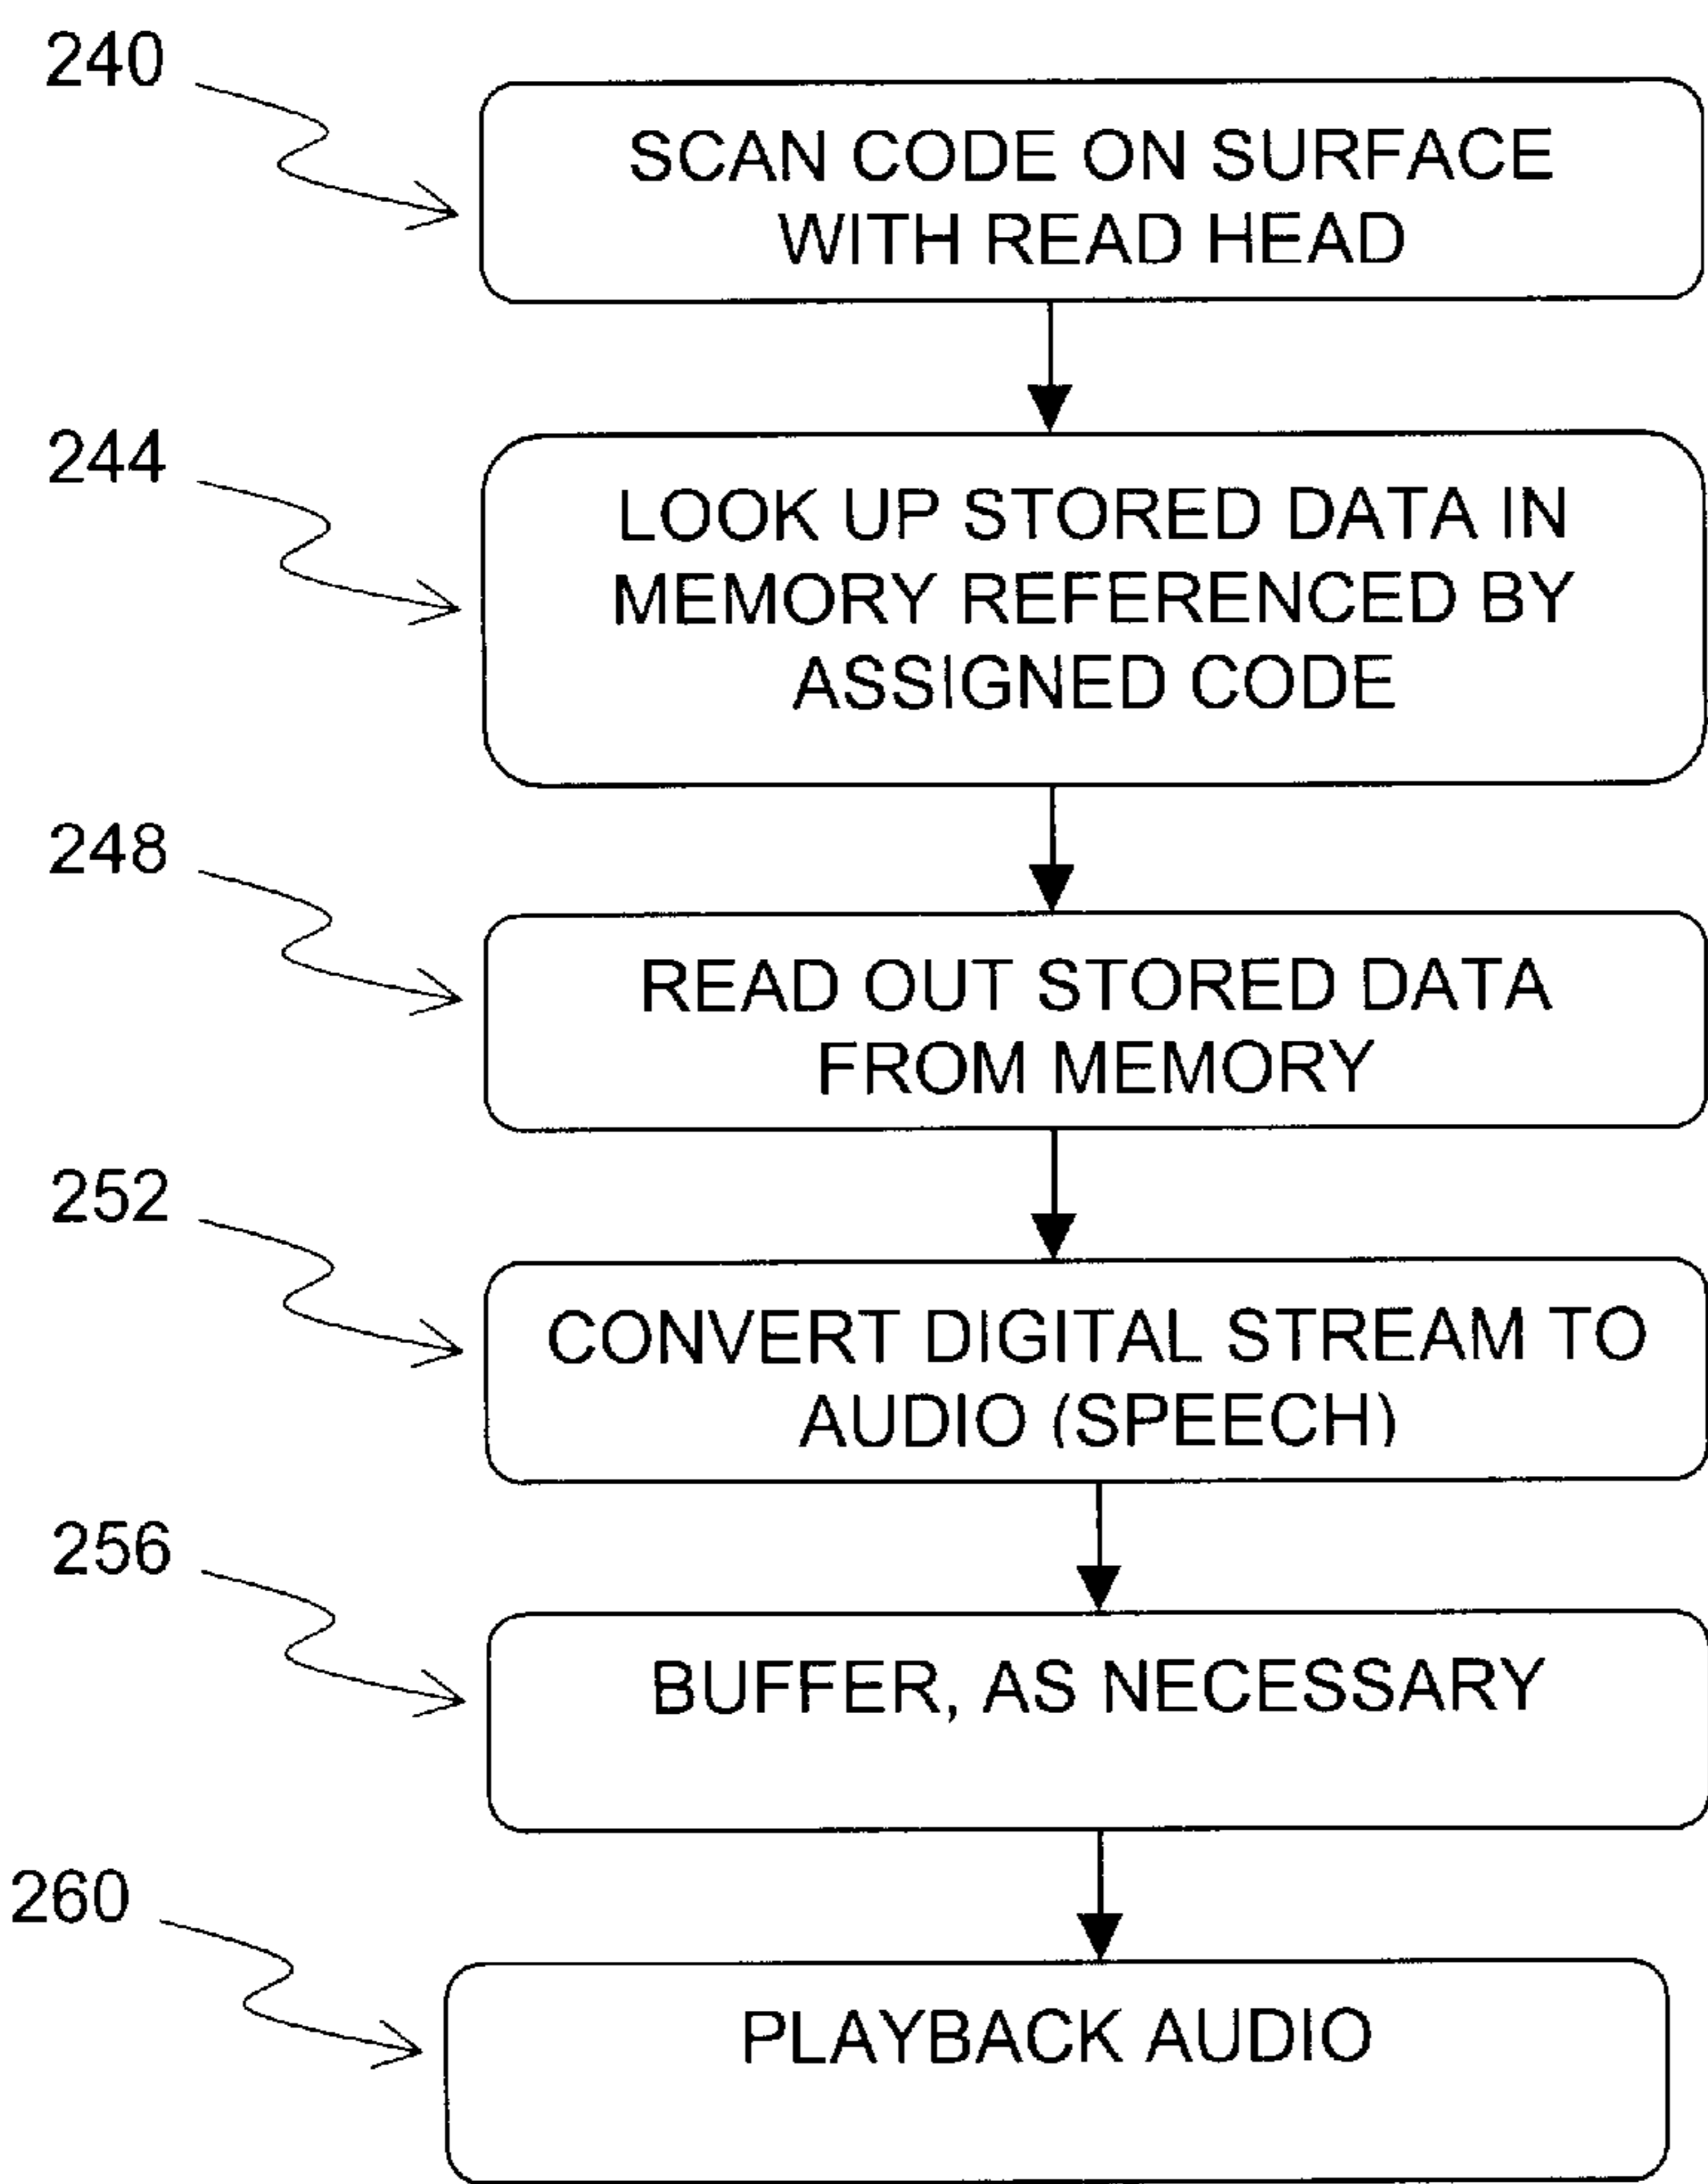 240
SCAN CODE ON SURFACE
WITH READ HEAD
244
LOOK UP STORED DATA IN
MEMORY REFERENCED BY
ASSIGNED CODE
248
READ OUT STORED DATA
FROM MEMORY
252
CONVERT DIGITAL STREAM TO
AUDIO (SPEECH)
256
BUFFER, AS NECESSARY
260
PLAYBACK AUDIO